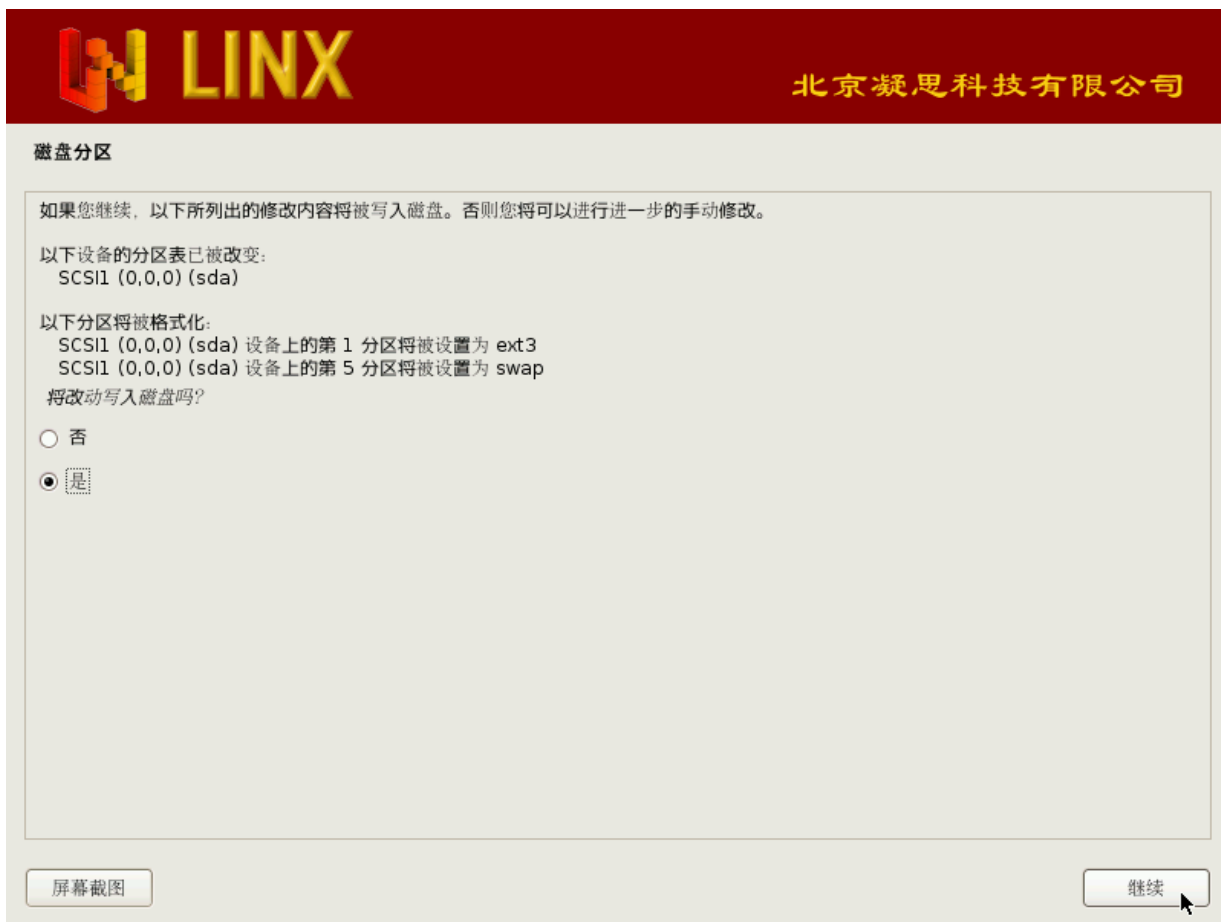 LINX
北京凝思科技有限公司
磁盘分区
如果您继续，以下所列出的修改内容将被写入磁盘。否则您将可以进行进一步的手动修改。
以下设备的分区表已被改变：
SCSI1 (0,0,0) (sda)
以下分区将被格式化：
SCSI1 (0,0,0) (sda) 设备上的第 1 分区将被设置为 ext3
SCSI1 (0,0,0) (sda) 设备上的第 5 分区将被设置为 swap
将改动写入磁盘吗？
否
是
屏幕截图
继续